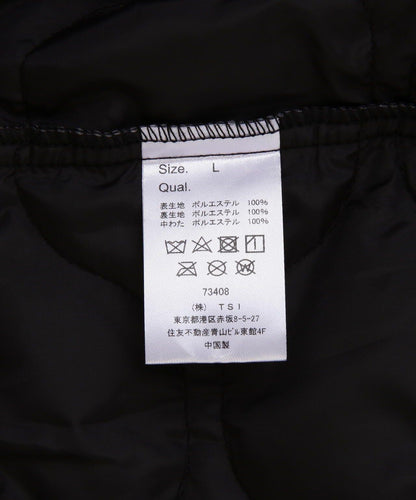 Size. L
Qual.
表生地 ポルエステル 100%
裏生地 ポルエステル 100%
中わた ポルエステル 100%
73408
(株) TSI
東京都港区赤坂8-5-27
住友不動産青山ビル東館4F
中国製